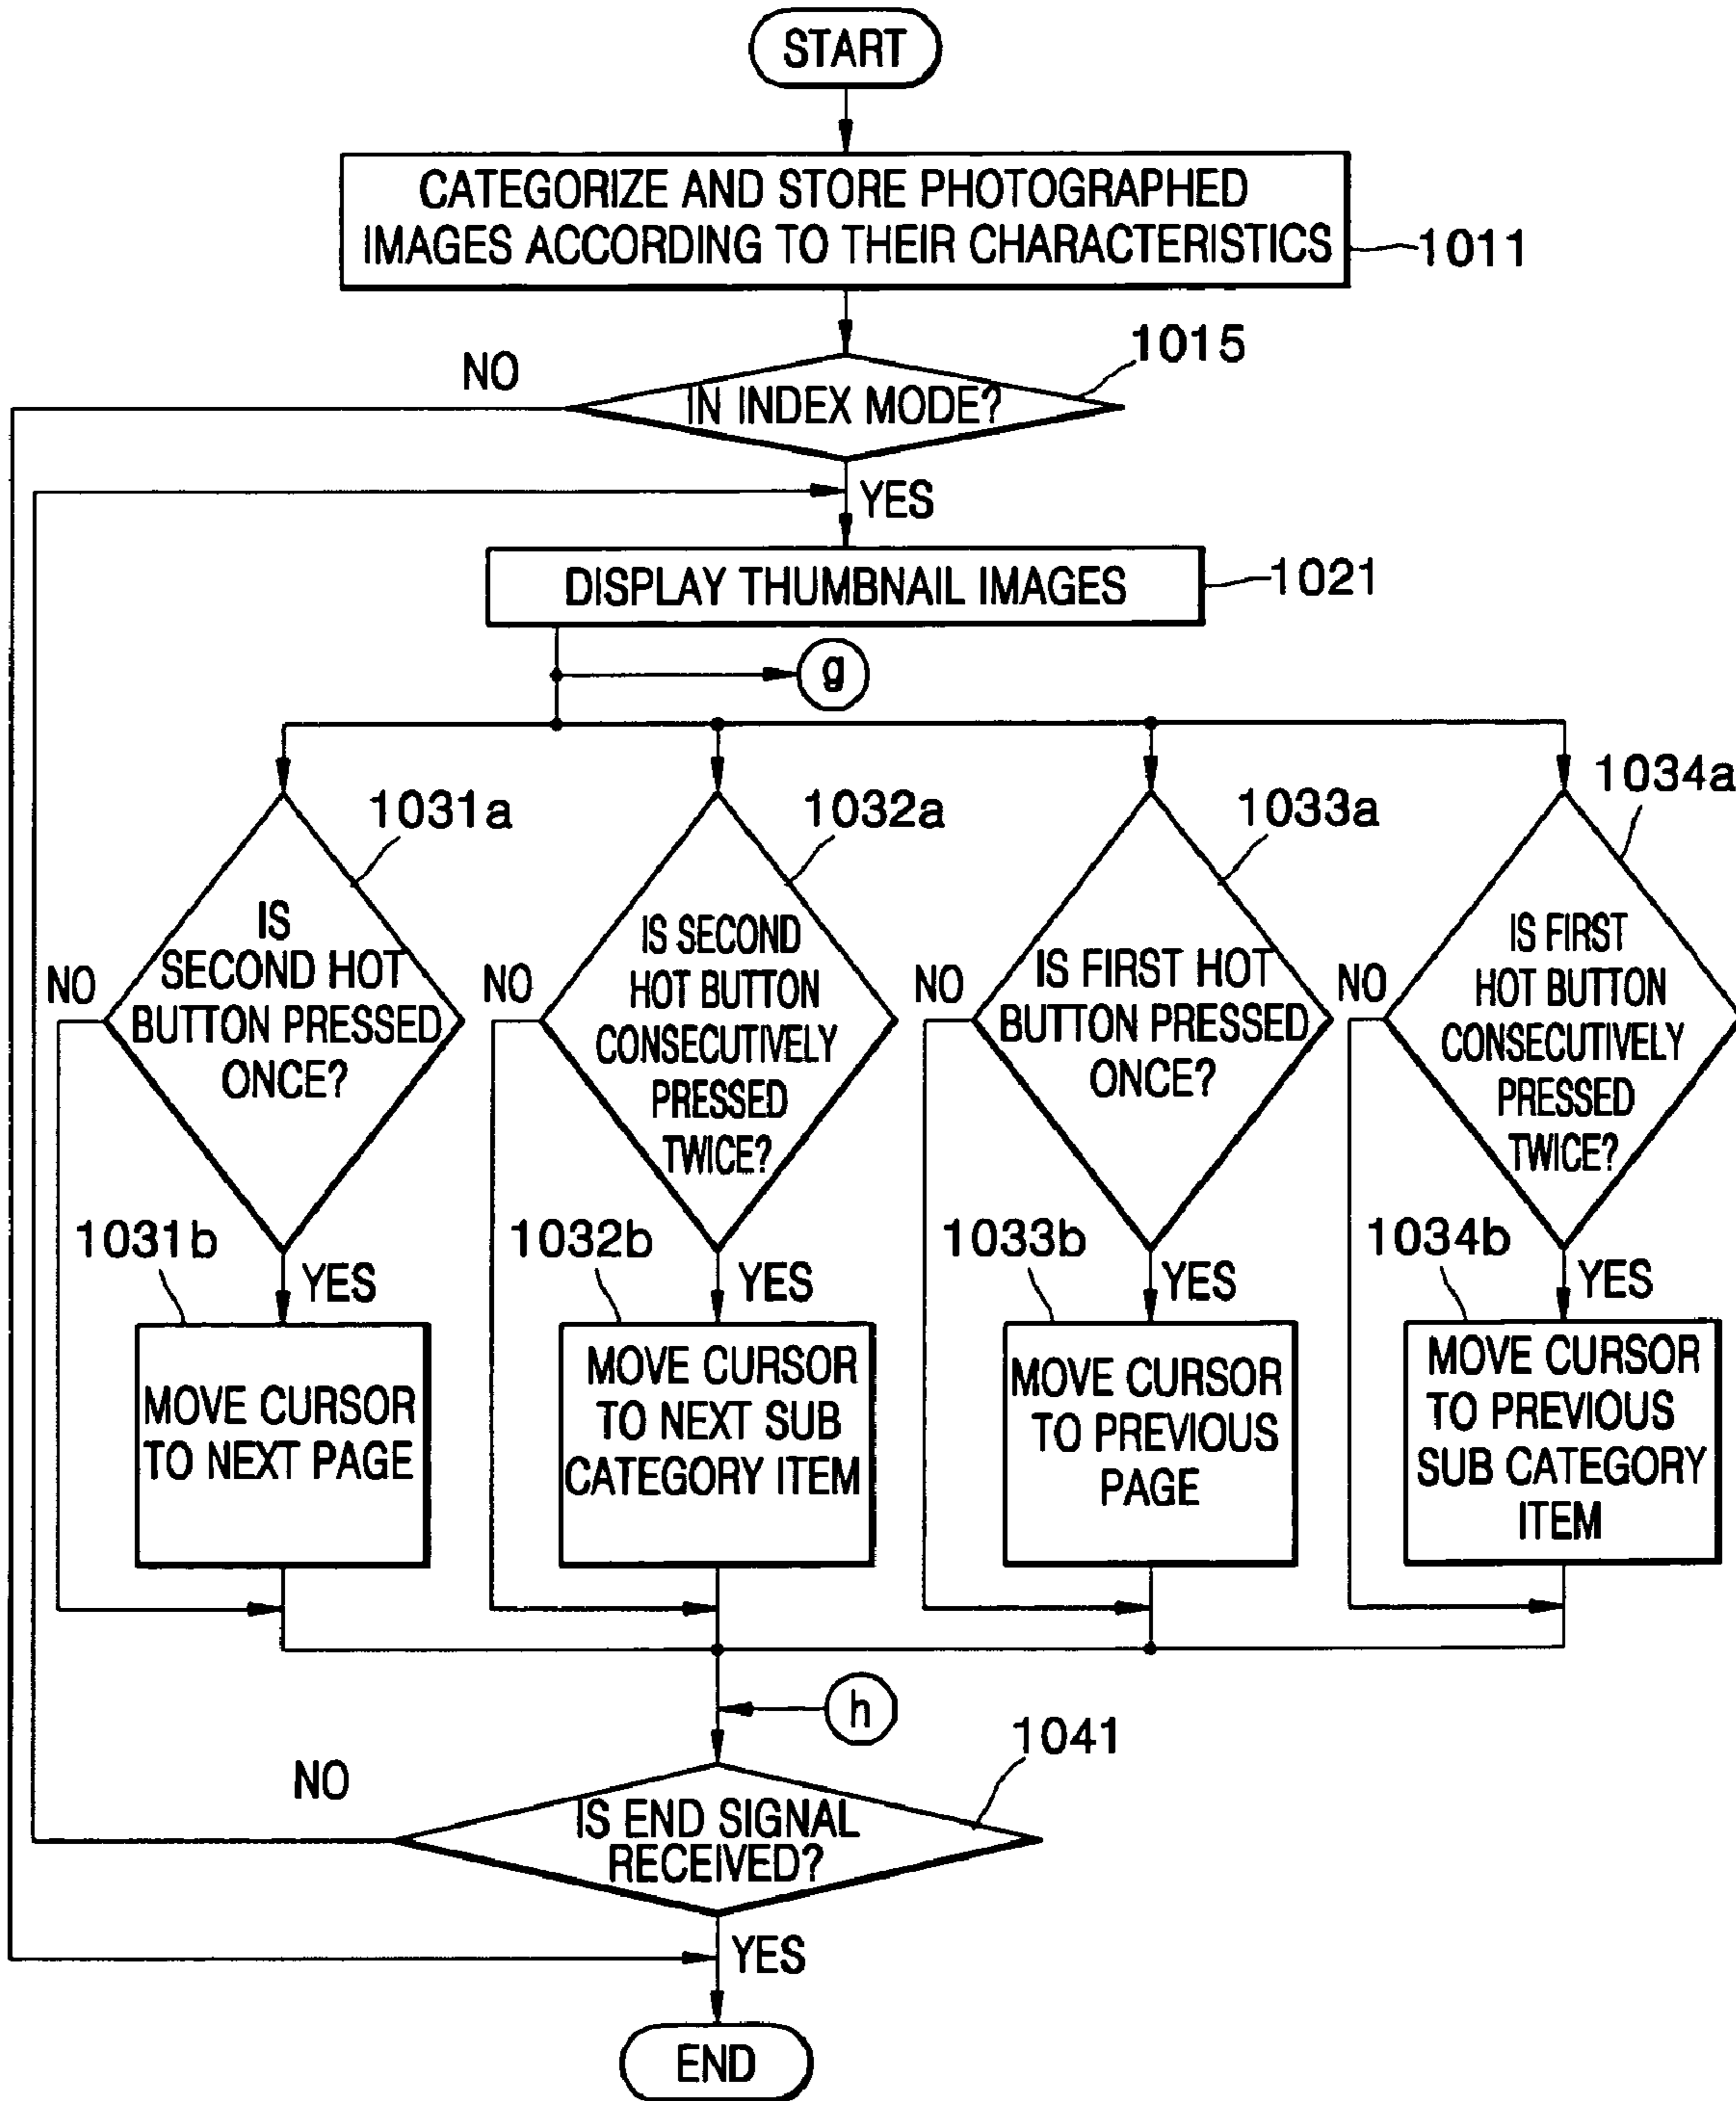 START
CATEGORIZE AND STORE PHOTOGRAPHED
IMAGES ACCORDING TO THEIR CHARACTERISTICS
1011
1015
NO
IN INDEX MODE?
YES
DISPLAY THUMBNAIL IMAGES
1021
g
1031a
1032a
1033a
1034a
IS
SECOND HOT
BUTTON PRESSED
ONCE?
NO
IS SECOND
HOT BUTTON
CONSECUTIVELY
PRESSED
TWICE?
NO
IS FIRST HOT
BUTTON PRESSED
ONCE?
NO
IS FIRST
HOT BUTTON
CONSECUTIVELY
PRESSED
TWICE?
NO
1031b
YES
1032b
YES
1033b
YES
1034b
YES
MOVE CURSOR
TO NEXT PAGE
MOVE CURSOR
TO NEXT SUB
CATEGORY ITEM
MOVE CURSOR
TO PREVIOUS
PAGE
MOVE CURSOR
TO PREVIOUS
SUB CATEGORY
ITEM
h
1041
NO
IS END SIGNAL
RECEIVED?
YES
END